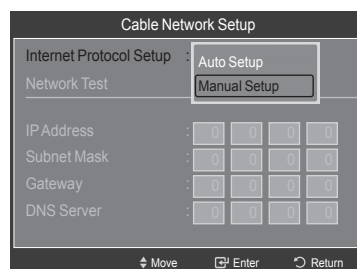 Cable Network Setup
Internet Protocol Setup : Auto Setup
Manual Setup
Network Test
IP Address : 0 0 0 0
Subnet Mask : 0 0 0 0
Gateway : 0 0 0 0
DNS Server : 0 0 0 0
Move Enter Return